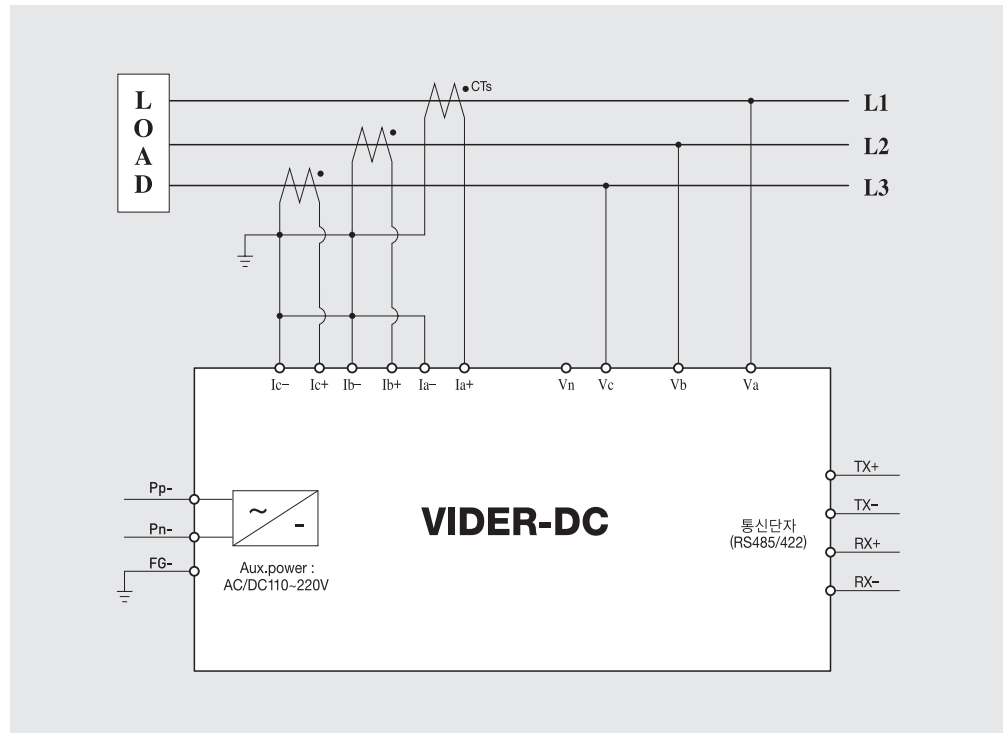 CTs
L
O
A
D
L1
L2
L3
Ic− Ic+ Ib− Ib+ Ia− Ia+ Vn Vc Vb Va
Pp-
Pn-
FG-
~
-
Aux.power :
AC/DC110~220V
VIDER-DC
통신단자
(RS485/422)
TX+
TX−
RX+
RX−